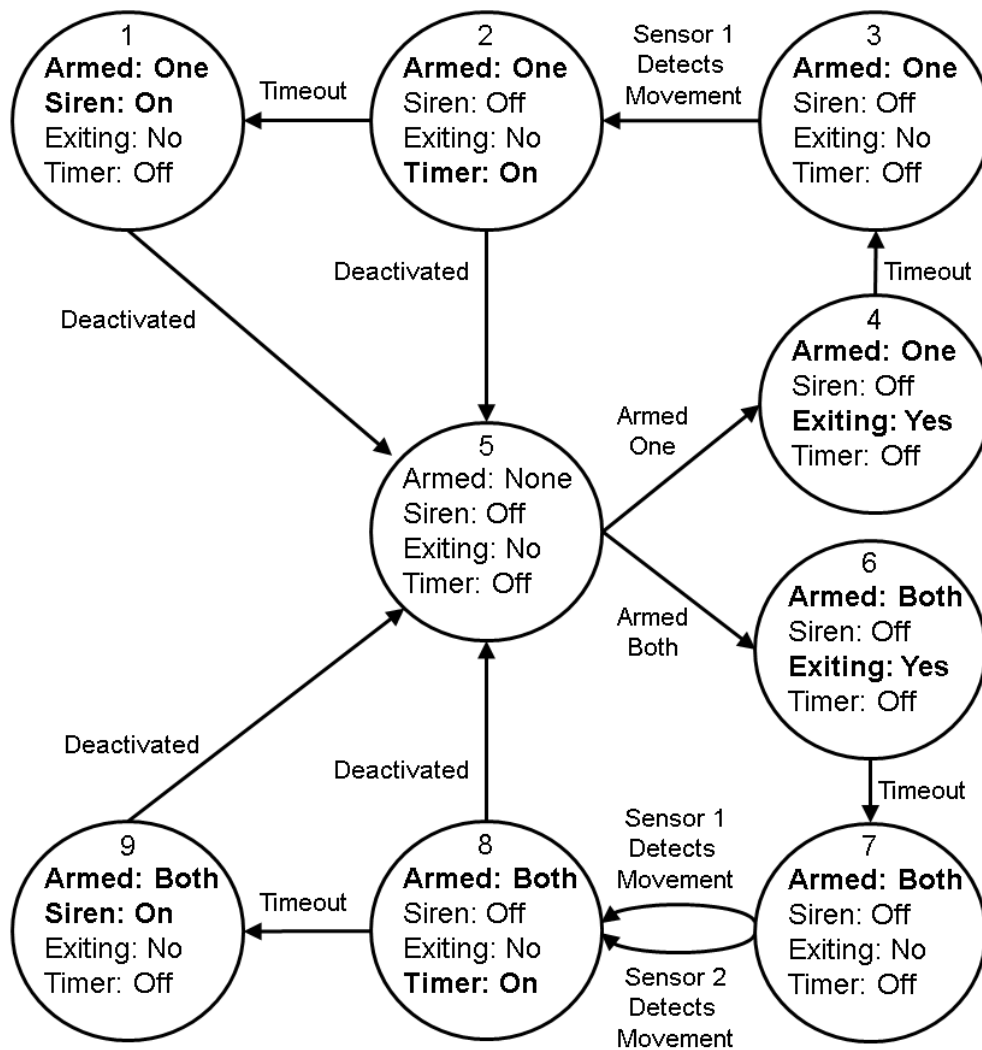 1
Armed: One
Siren: On
Exiting: No
Timer: Off
Timeout
2
Armed: One
Siren: Off
Exiting: No
Timer: On
Sensor 1
Detects
Movement
3
Armed: One
Siren: Off
Exiting: No
Timer: Off
Deactivated
Deactivated
Timeout
4
Armed: One
Siren: Off
Exiting: Yes
Timer: Off
Armed
One
5
Armed: None
Siren: Off
Exiting: No
Timer: Off
Armed
Both
6
Armed: Both
Siren: Off
Exiting: Yes
Timer: Off
Deactivated
Deactivated
Timeout
9
Armed: Both
Siren: On
Exiting: No
Timer: Off
Timeout
8
Armed: Both
Siren: Off
Exiting: No
Timer: On
Sensor 1
Detects
Movement
Sensor 2
Detects
Movement
7
Armed: Both
Siren: Off
Exiting: No
Timer: Off